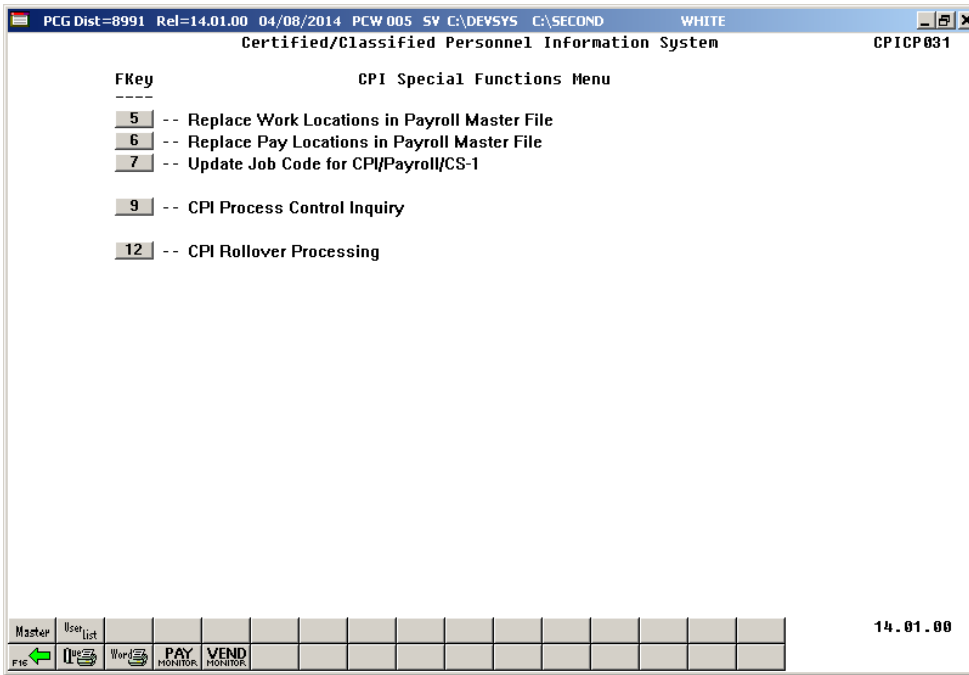 PCG Dist=8991 Rel=14.01.00 04/08/2014 PCW 005 SV C:\DEVSYS C:\SECOND WHITE
Certified/Classified Personnel Information System CPICP031
FKey CPI Special Functions Menu
----
5 -- Replace Work Locations in Payroll Master File
6 -- Replace Pay Locations in Payroll Master File
7 -- Update Job Code for CPI/Payroll/CS-1
9 -- CPI Process Control Inquiry
12 -- CPI Rollover Processing
Master User List 14.01.00
F16 Que Word PAY MONITOR VEND MONITOR